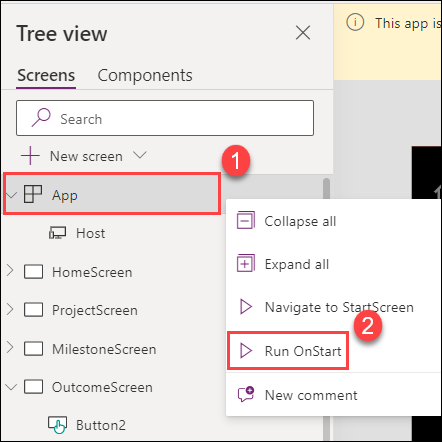 Tree view
This app is
Screens Components
Search
New screen
1
App
Collapse all
Host
Expand all
HomeScreen
Navigate to StartScreen
ProjectScreen
2
Run OnStart
MilestoneScreen
OutcomeScreen
New comment
Button2